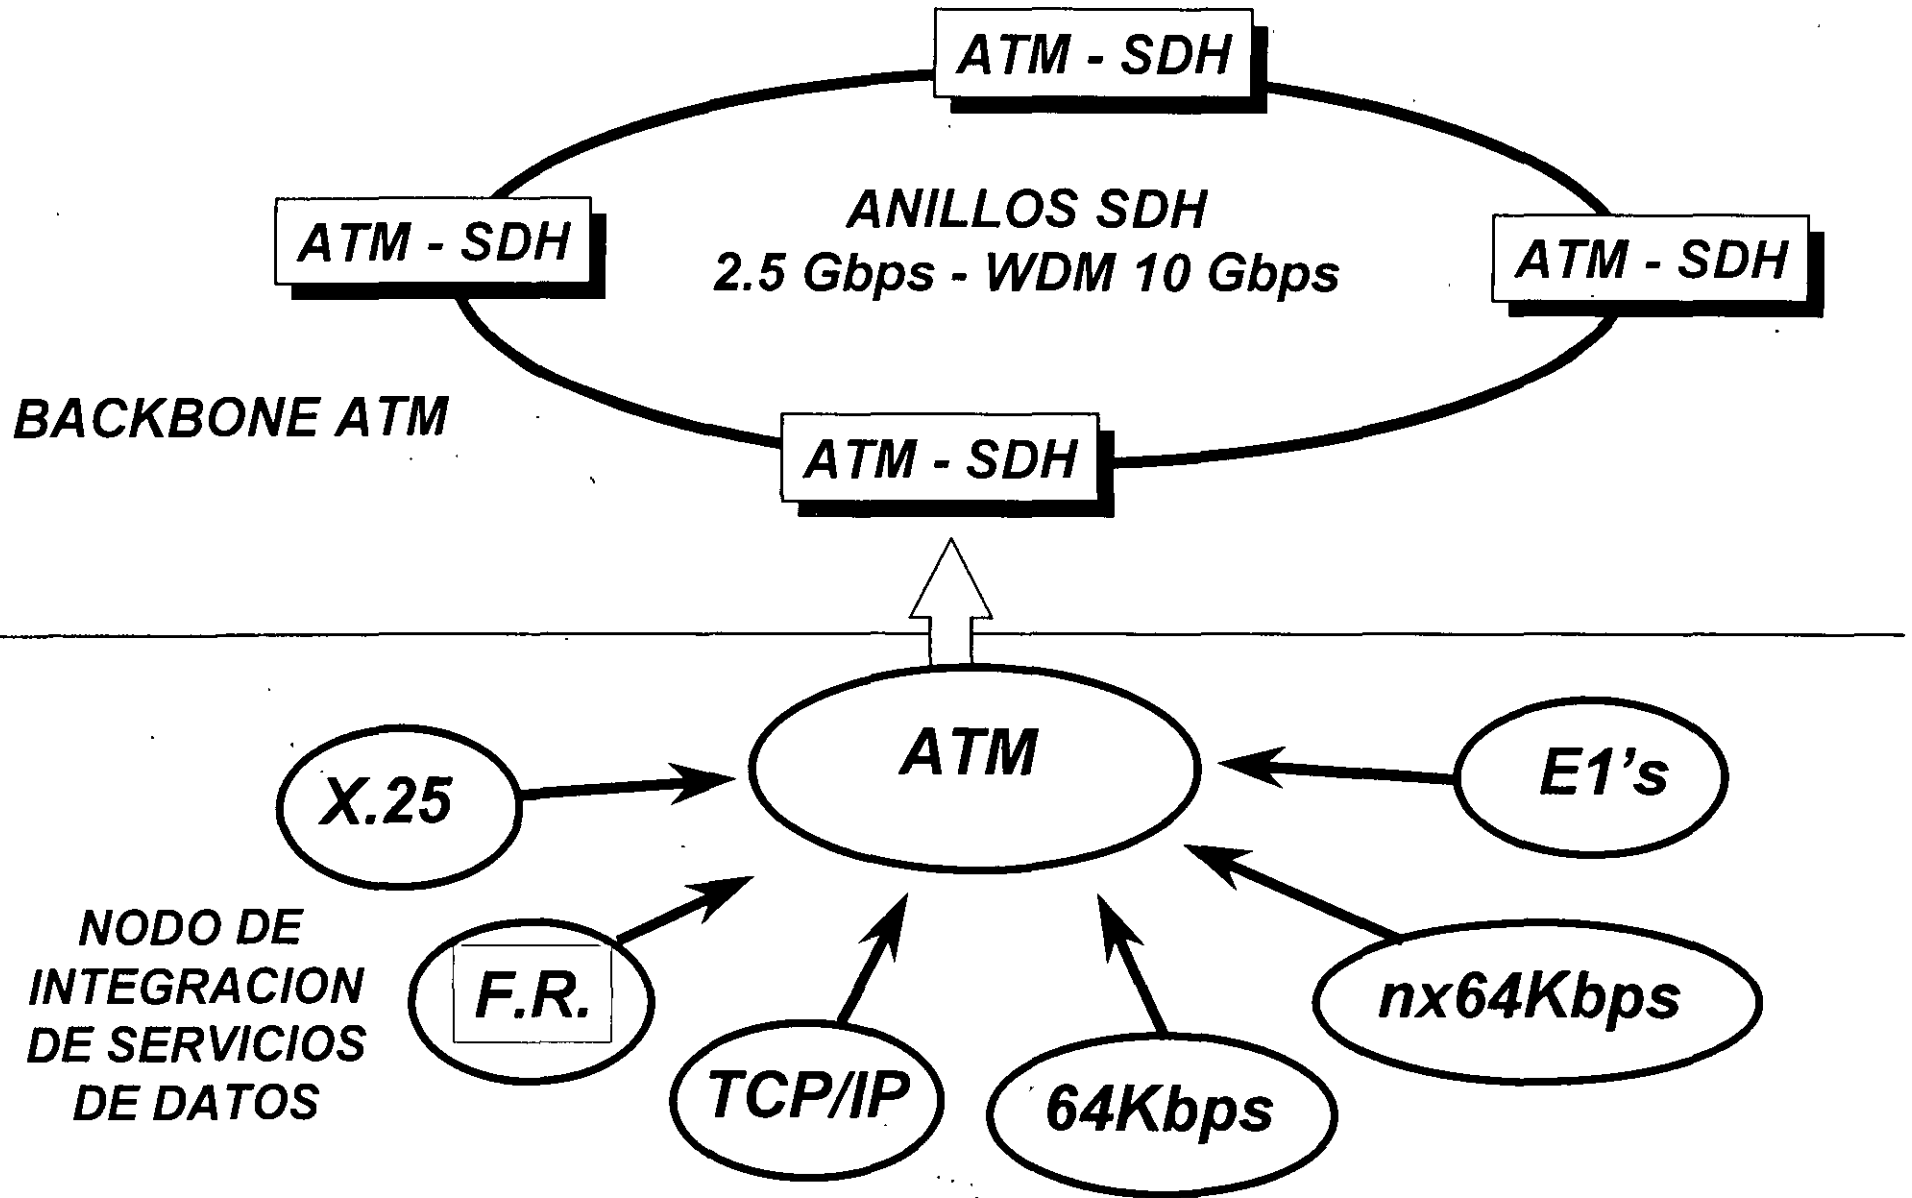 ATM - SDH
ANILLOS SDH
2.5 Gbps - WDM 10 Gbps
ATM - SDH
ATM - SDH
BACKBONE ATM
ATM - SDH
ATM
X.25
E1's
NODO DE
INTEGRACION
DE SERVICIOS
DE DATOS
F.R.
nx64Kbps
TCP/IP
64Kbps